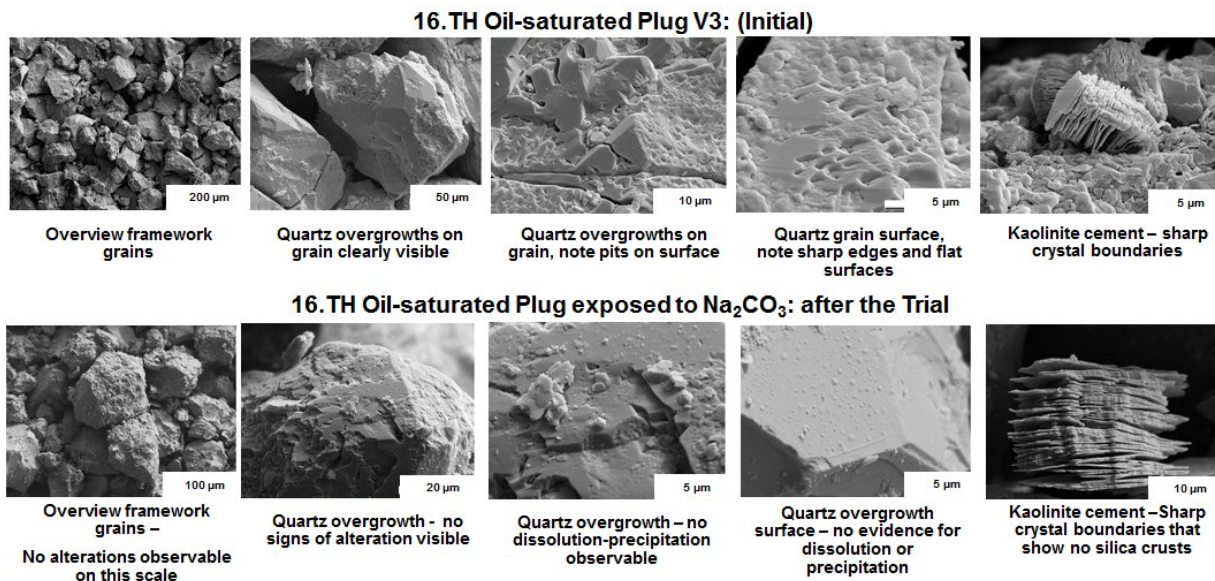 16.TH Oil-saturated Plug V3: (Initial)
200 µm
50 µm
10 µm
5 µm
5 µm
Overview framework
grains
Quartz overgrowths on
grain clearly visible
Quartz overgrowths on
grain, note pits on surface
Quartz grain surface,
note sharp edges and flat
surfaces
Kaolinite cement – sharp
crystal boundaries
16.TH Oil-saturated Plug exposed to Na₂CO₃: after the Trial
100 µm
20 µm
5 µm
5 µm
10 µm
Overview framework
grains –
No alterations observable
on this scale
Quartz overgrowth - no
signs of alteration visible
Quartz overgrowth – no
dissolution-precipitation
observable
Quartz overgrowth
surface – no evidence for
dissolution or
precipitation
Kaolinite cement –Sharp
crystal boundaries that
show no silica crusts